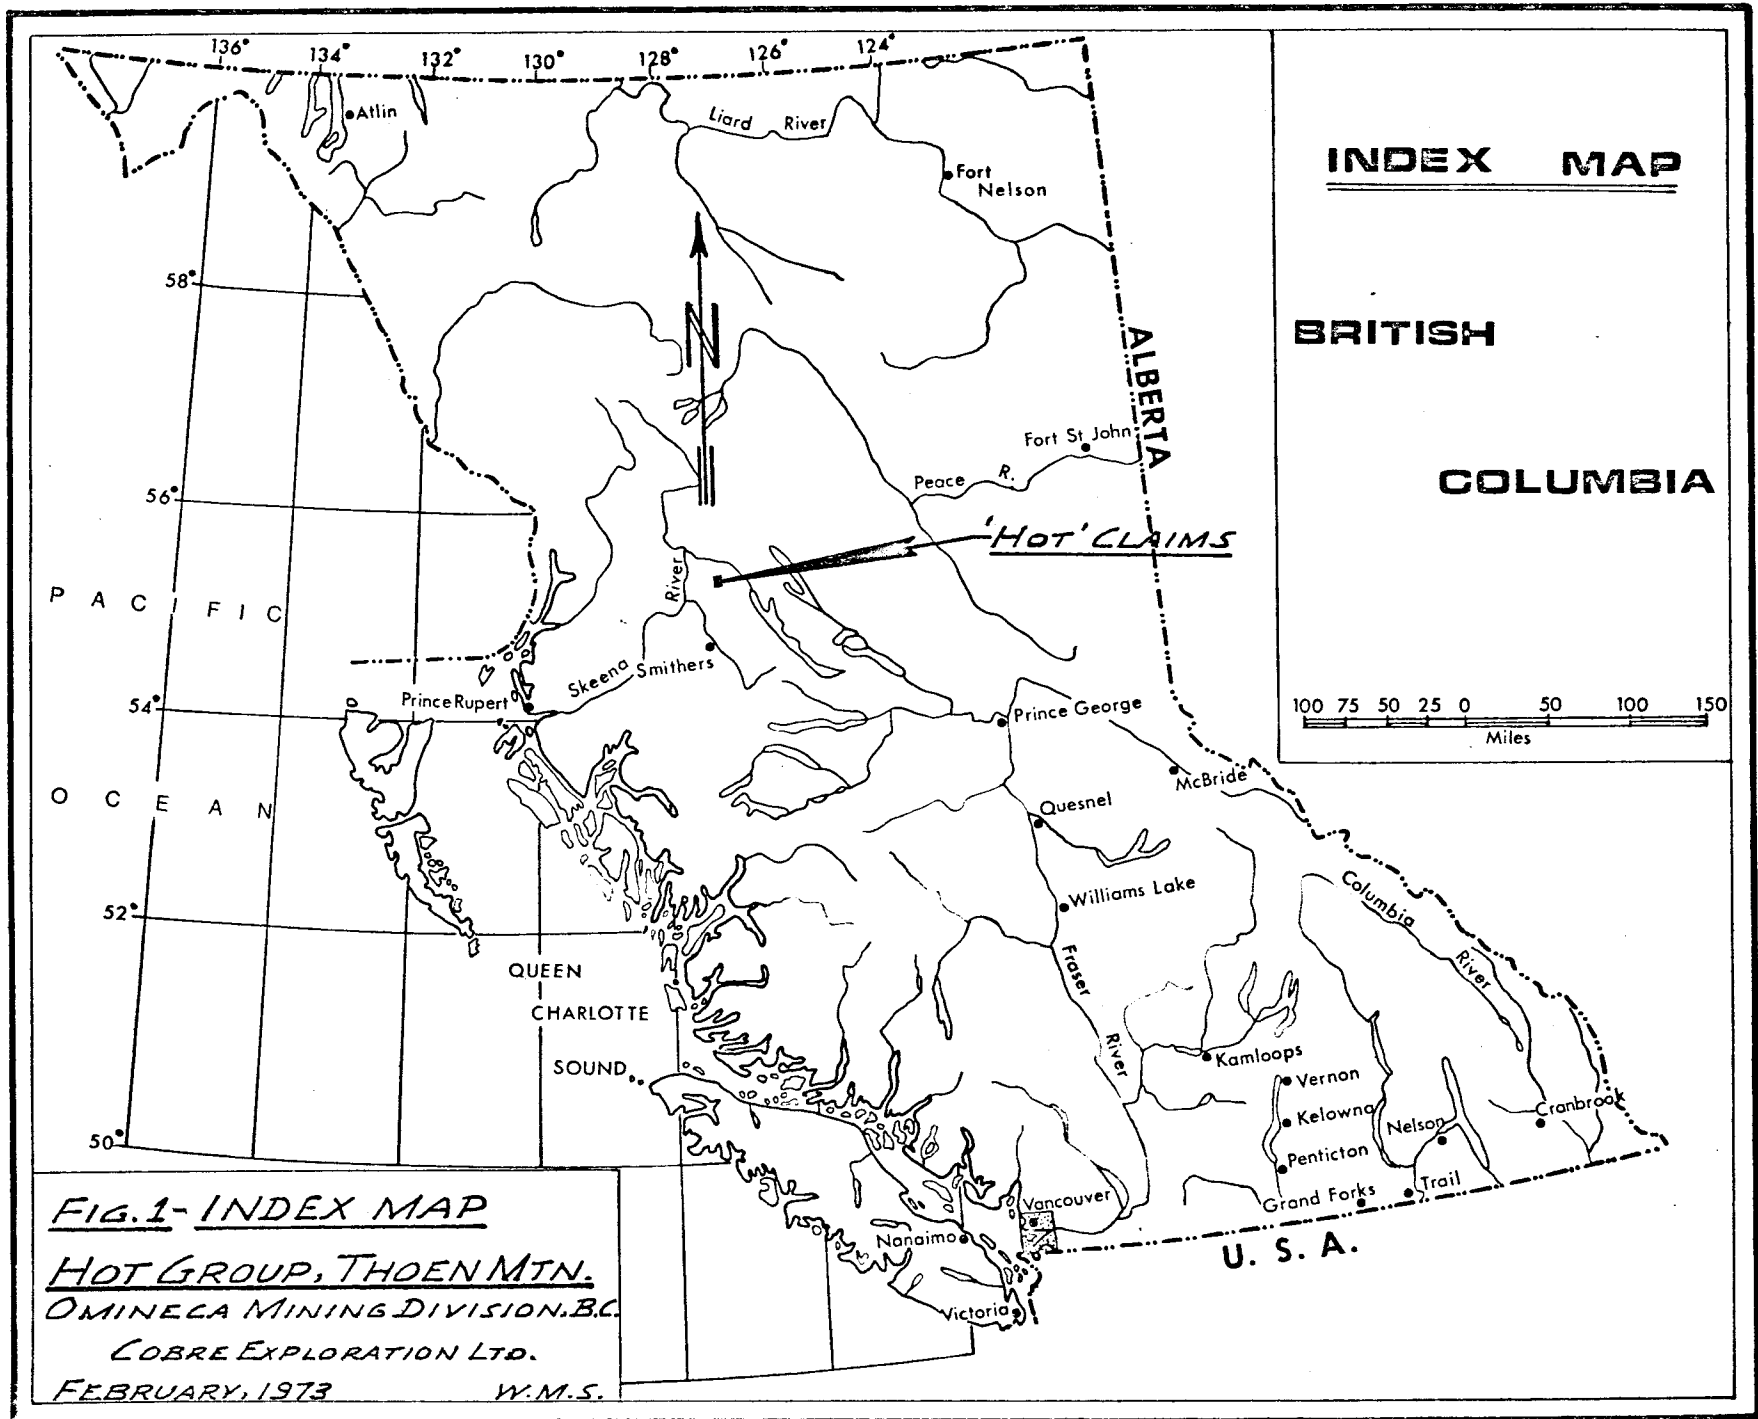 136° 134° 132° 130° 128° 126° 124°
Atlin
Liard River
Fort
Nelson
INDEX MAP
58°
BRITISH
N
ALBERTA
Fort St John
Peace R.
COLUMBIA
56°
'HOT' CLAIMS
River
PACIFIC
Skeena
Smithers
54°
Prince Rupert
Prince George
100 75 50 25 0 50 100 150
Miles
McBride
OCEAN
Quesnel
Williams Lake
Columbia
River
52°
Fraser
River
QUEEN
CHARLOTTE
SOUND
Kamloops
Vernon
Kelowna
Nelson
Cranbrook
50°
Penticton
Grand Forks
Trail
Vancouver
Nanaimo
U. S. A.
Victoria
FIG. 1 - INDEX MAP
HOT GROUP, THOEN MTN.
OMINECA MINING DIVISION. B.C.
COBRE EXPLORATION LTD.
FEBRUARY, 1973 W.M.S.